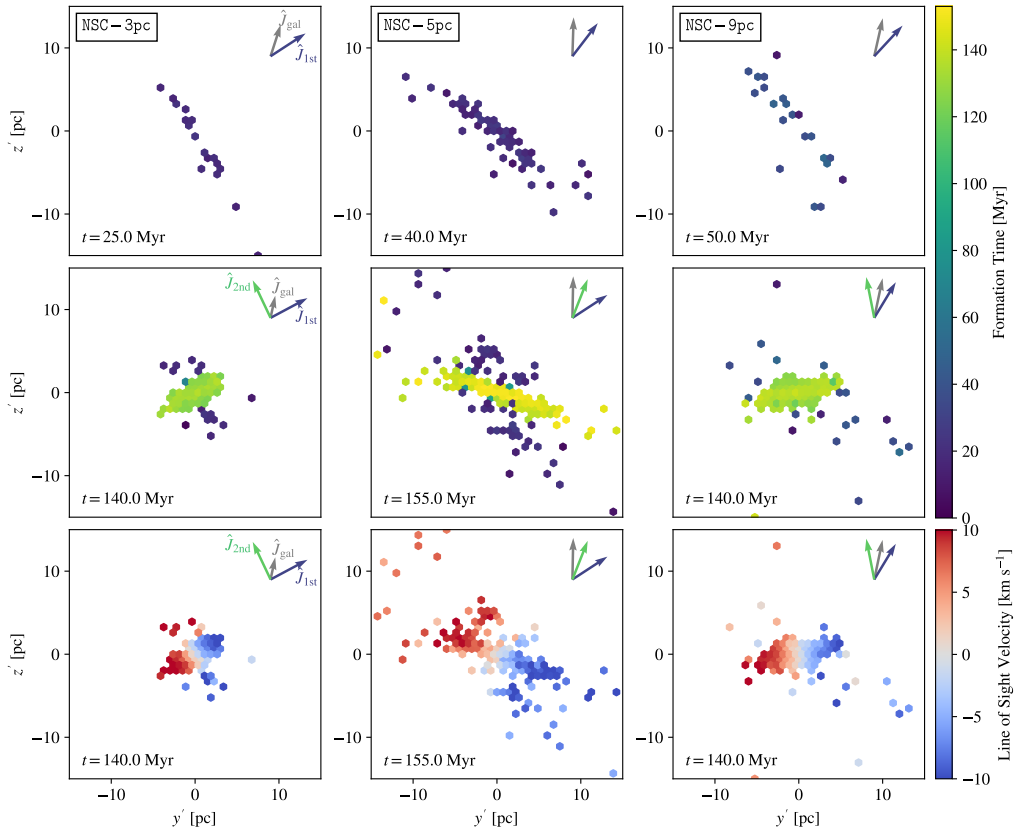 NSC−3pc
Ĵgal
Ĵ1st
10
0
−10
z′ [pc]
t = 25.0 Myr
NSC−5pc
t = 40.0 Myr
NSC−9pc
t = 50.0 Myr
140
120
100
80
60
40
20
0
Formation Time [Myr]
Ĵ2nd
Ĵgal
Ĵ1st
10
0
−10
z′ [pc]
t = 140.0 Myr
t = 155.0 Myr
t = 140.0 Myr
Ĵ2nd
Ĵgal
Ĵ1st
10
0
−10
z′ [pc]
t = 140.0 Myr
t = 155.0 Myr
t = 140.0 Myr
10
5
0
−5
−10
Line of Sight Velocity [km s⁻¹]
−10 0 10
−10 0 10
−10 0 10
y′ [pc]
y′ [pc]
y′ [pc]